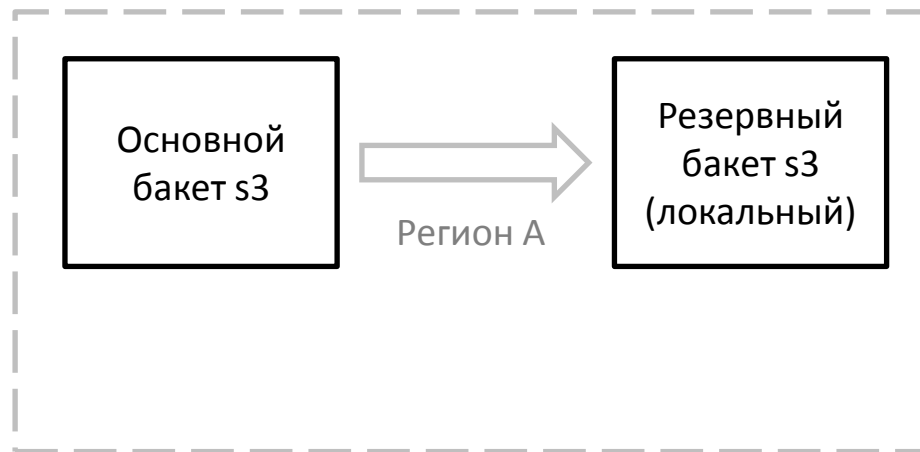 Основной
бакет s3
Регион А
Резервный
бакет s3
(локальный)